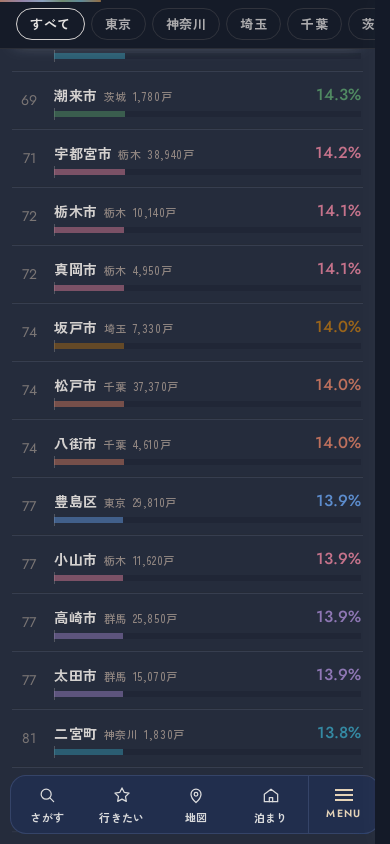 すべて 東京 神奈川 埼玉 千葉 茨
69 潮来市 茨城 1,780戸 14.3%
71 宇都宮市 栃木 38,940戸 14.2%
72 栃木市 栃木 10,140戸 14.1%
72 真岡市 栃木 4,950戸 14.1%
74 坂戸市 埼玉 7,330戸 14.0%
74 松戸市 千葉 37,370戸 14.0%
74 八街市 千葉 4,610戸 14.0%
77 豊島区 東京 29,810戸 13.9%
77 小山市 栃木 11,620戸 13.9%
77 高崎市 群馬 25,850戸 13.9%
77 太田市 群馬 15,070戸 13.9%
81 二宮町 神奈川 1,830戸 13.8%
さがす 行きたい 地図 泊まり MENU